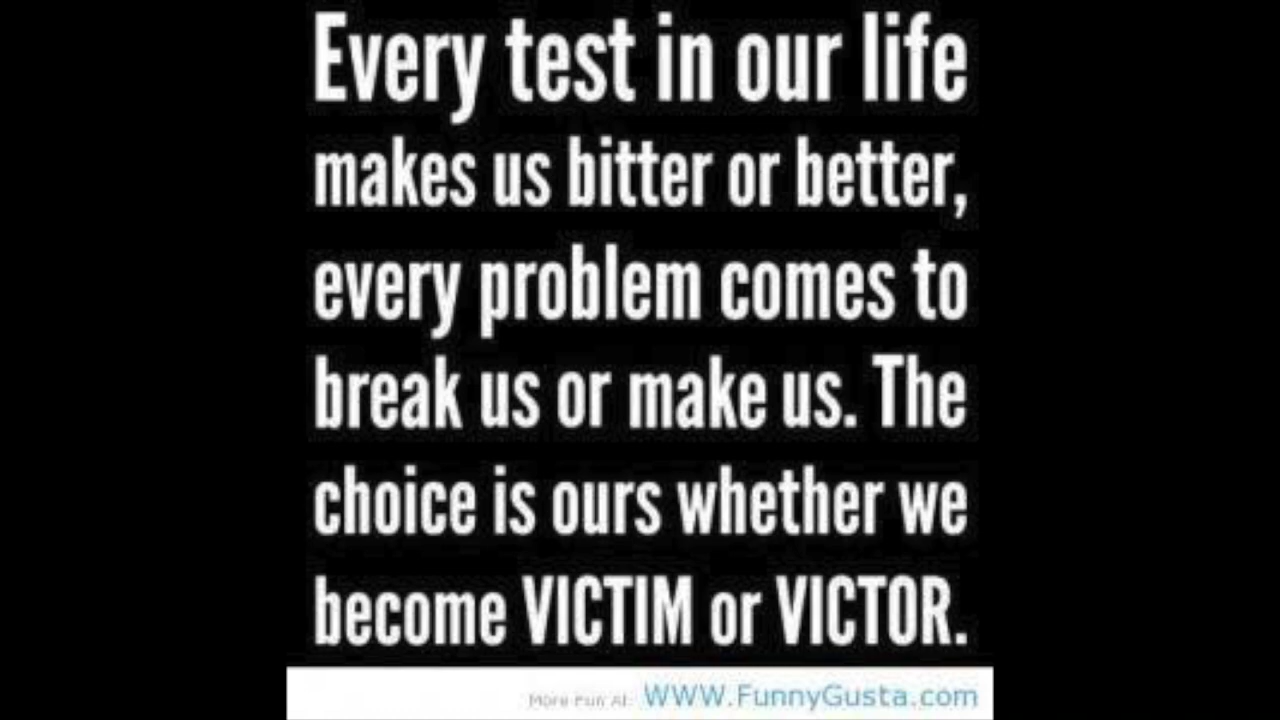 Every test in our life
makes us bitter or better,
every problem comes to
break us or make us. The
choice is ours whether we
become VICTIM or VICTOR.
More Fun At: WWW.FunnyGusta.com